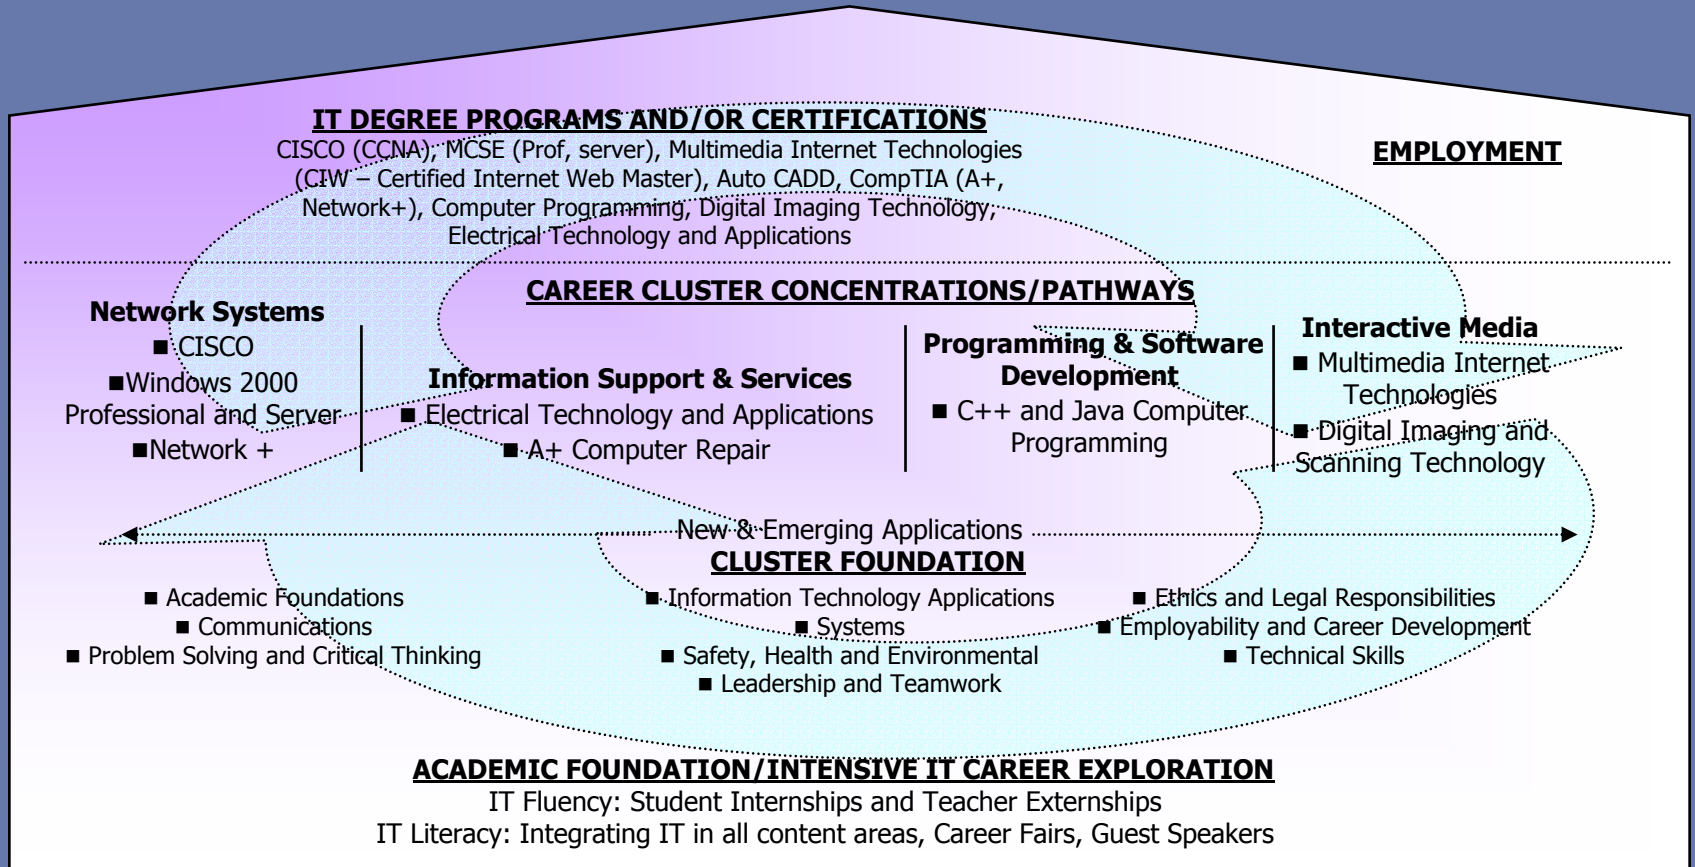 IT DEGREE PROGRAMS AND/OR CERTIFICATIONS
CISCO (CCNA), MCSE (Prof, server), Multimedia Internet Technologies
(CIW – Certified Internet Web Master), Auto CADD, CompTIA (A+,
Network+), Computer Programming, Digital Imaging Technology,
Electrical Technology and Applications
EMPLOYMENT
CAREER CLUSTER CONCENTRATIONS/PATHWAYS
Network Systems
■ CISCO
■Windows 2000
Professional and Server
■Network +
Information Support & Services
■ Electrical Technology and Applications
■ A+ Computer Repair
Programming & Software
Development
■ C++ and Java Computer
Programming
Interactive Media
■ Multimedia Internet
Technologies
■ Digital Imaging and
Scanning Technology
New & Emerging Applications
CLUSTER FOUNDATION
■ Academic Foundations
■ Communications
■ Problem Solving and Critical Thinking
■ Information Technology Applications
■ Systems
■ Safety, Health and Environmental
■ Leadership and Teamwork
■ Ethics and Legal Responsibilities
■ Employability and Career Development
■ Technical Skills
ACADEMIC FOUNDATION/INTENSIVE IT CAREER EXPLORATION
IT Fluency: Student Internships and Teacher Externships
IT Literacy: Integrating IT in all content areas, Career Fairs, Guest Speakers